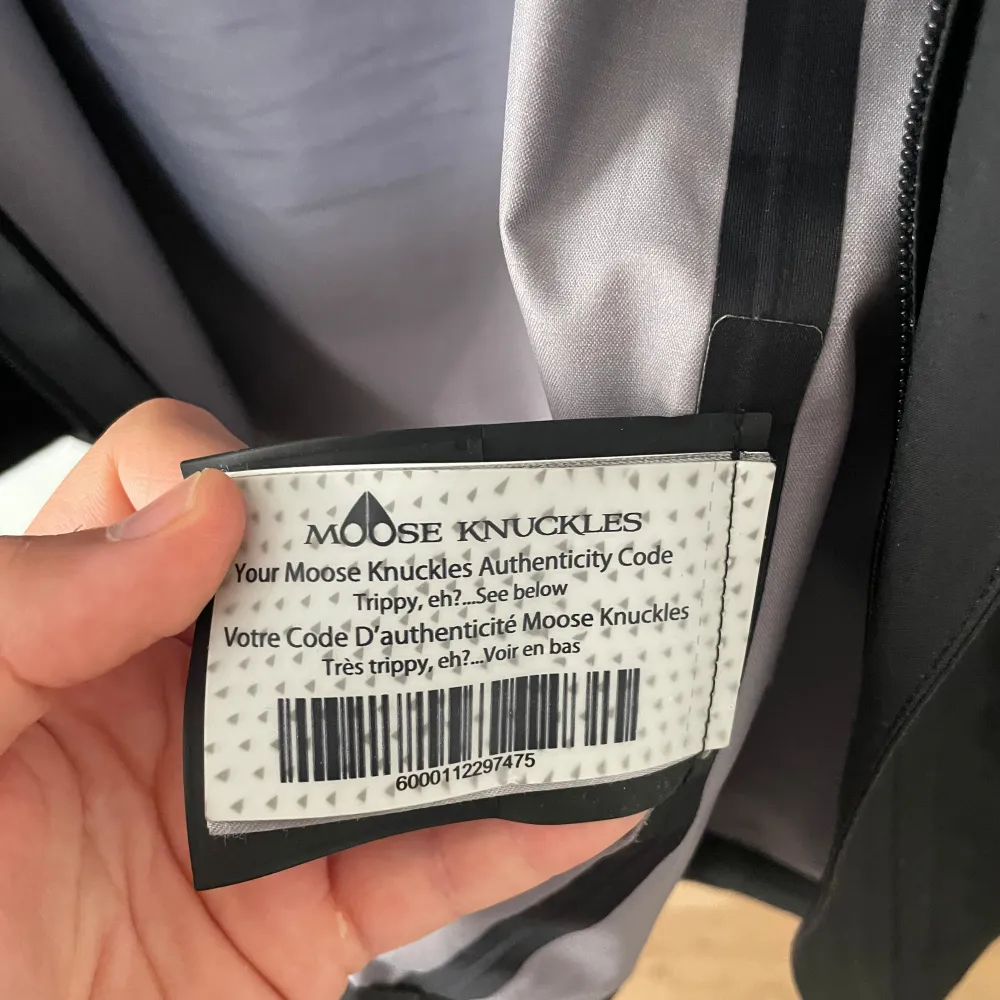 MOOSE KNUCKLES
Your Moose Knuckles Authenticity Code
Trippy, eh?...See below
Votre Code D'authenticité Moose Knuckles
Très trippy, eh?...Voir en bas
6000112297475